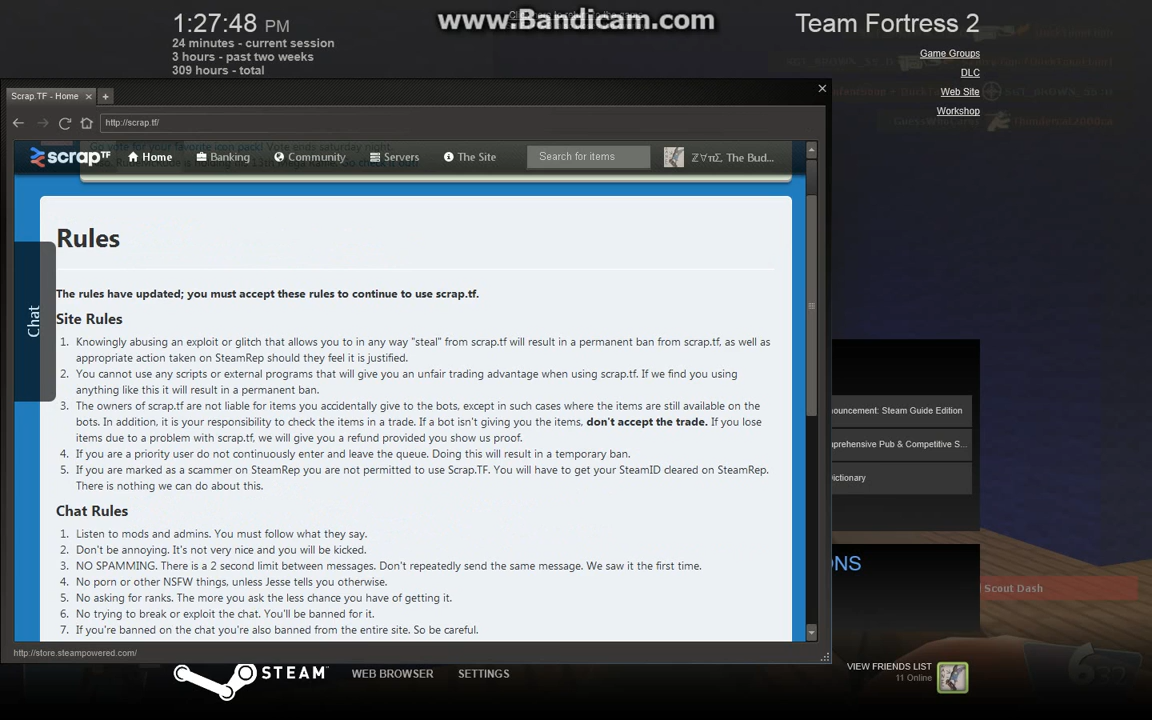 1:27:48 PM
www.Bandicam.com
Team Fortress 2
24 minutes - current session
3 hours - past two weeks
309 hours - total
Game Groups
DLC
Web Site
Workshop
Scrap.TF - Home
http://scrap.tf/
scrap TF
Home
Banking
Community
Servers
The Site
Search for items
ℤ∀πΣ, The Bud...
Rules
The rules have updated; you must accept these rules to continue to use scrap.tf.
Site Rules
1. Knowingly abusing an exploit or glitch that allows you to in any way "steal" from scrap.tf will result in a permanent ban from scrap.tf, as well as
appropriate action taken on SteamRep should they feel it is justified.
2. You cannot use any scripts or external programs that will give you an unfair trading advantage when using scrap.tf. If we find you using
anything like this it will result in a permanent ban.
3. The owners of scrap.tf are not liable for items you accidentally give to the bots, except in such cases where the items are still available on the
bots. In addition, it is your responsibility to check the items in a trade. If a bot isn't giving you the items, don't accept the trade. If you lose
items due to a problem with scrap.tf, we will give you a refund provided you show us proof.
4. If you are a priority user do not continuously enter and leave the queue. Doing this will result in a temporary ban.
5. If you are marked as a scammer on SteamRep you are not permitted to use Scrap.TF. You will have to get your SteamID cleared on SteamRep.
There is nothing we can do about this.
Chat Rules
1. Listen to mods and admins. You must follow what they say.
2. Don't be annoying. It's not very nice and you will be kicked.
3. NO SPAMMING. There is a 2 second limit between messages. Don't repeatedly send the same message. We saw it the first time.
4. No porn or other NSFW things, unless Jesse tells you otherwise.
5. No asking for ranks. The more you ask the less chance you have of getting it.
6. No trying to break or exploit the chat. You'll be banned for it.
7. If you're banned on the chat you're also banned from the entire site. So be careful.
Chat
http://store.steampowered.com/
nouncement: Steam Guide Edition
prehensive Pub & Competitive S...
ictionary
ONS
Scout Dash
STEAM
WEB BROWSER
SETTINGS
VIEW FRIENDS LIST
11 Online